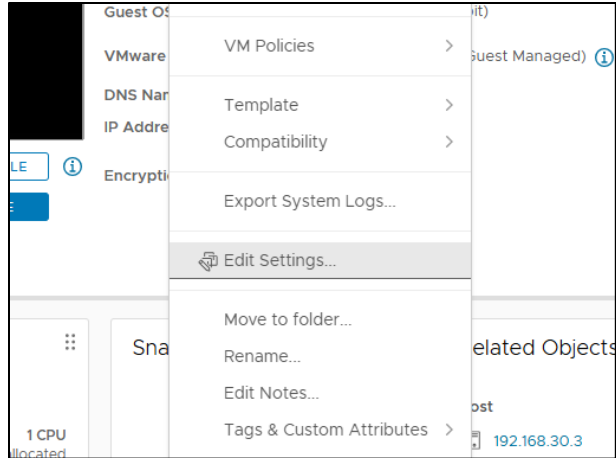 Guest OS
it)
VM Policies
VMware
Guest Managed)
DNS Nar
Template
IP Addre
Compatibility
LE
Encrypti
Export System Logs...
E
Edit Settings...
Move to folder...
Sna
elated Objects
Rename...
Edit Notes...
ost
1 CPU
Tags & Custom Attributes
192.168.30.3
llocated